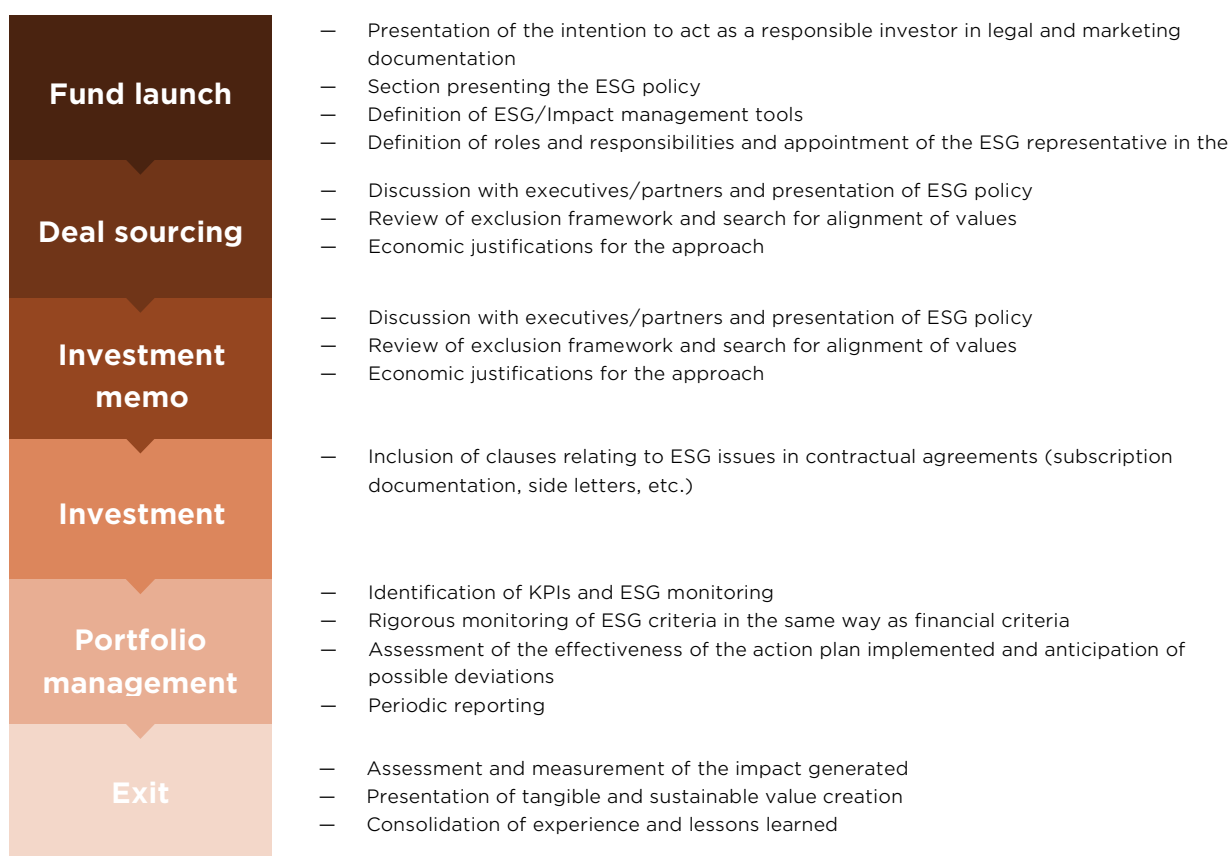 Fund launch
— Presentation of the intention to act as a responsible investor in legal and marketing
documentation
— Section presenting the ESG policy
— Definition of ESG/Impact management tools
— Definition of roles and responsibilities and appointment of the ESG representative in the
Deal sourcing
— Discussion with executives/partners and presentation of ESG policy
— Review of exclusion framework and search for alignment of values
— Economic justifications for the approach
Investment
memo
— Discussion with executives/partners and presentation of ESG policy
— Review of exclusion framework and search for alignment of values
— Economic justifications for the approach
Investment
— Inclusion of clauses relating to ESG issues in contractual agreements (subscription
documentation, side letters, etc.)
Portfolio
management
— Identification of KPIs and ESG monitoring
— Rigorous monitoring of ESG criteria in the same way as financial criteria
— Assessment of the effectiveness of the action plan implemented and anticipation of
possible deviations
— Periodic reporting
Exit
— Assessment and measurement of the impact generated
— Presentation of tangible and sustainable value creation
— Consolidation of experience and lessons learned